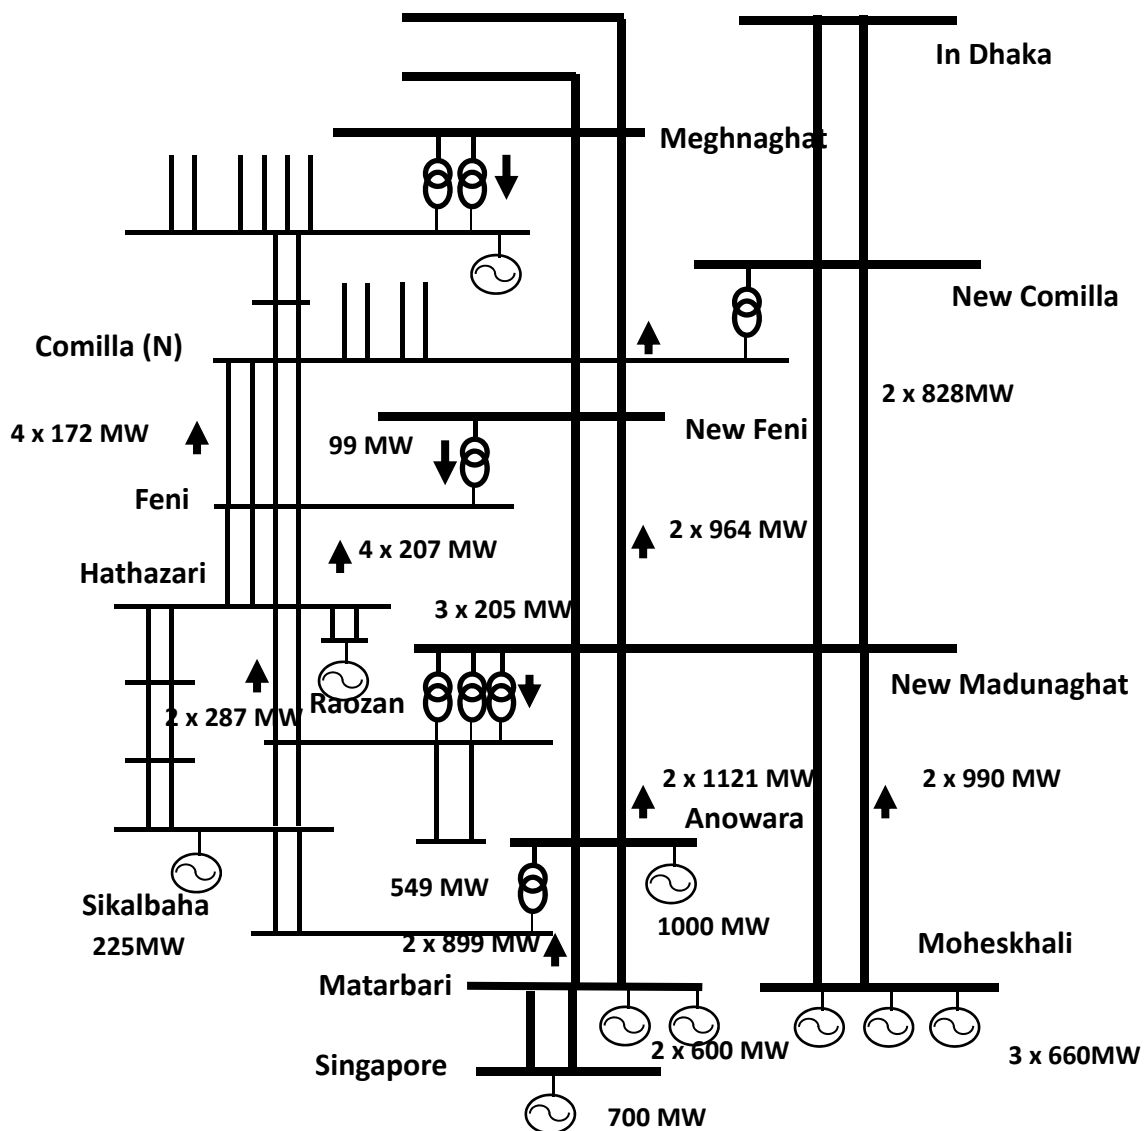 In Dhaka
Meghnaghat
New Comilla
Comilla (N)
2 x 828MW
4 x 172 MW
99 MW
New Feni
Feni
4 x 207 MW
2 x 964 MW
Hathazari
3 x 205 MW
New Madunaghat
2 x 287 MW
Raozan
2 x 1121 MW
2 x 990 MW
Anowara
549 MW
Sikalbaha
225MW
1000 MW
2 x 899 MW
Moheskhali
Matarbari
2 x 600 MW
3 x 660MW
Singapore
700 MW